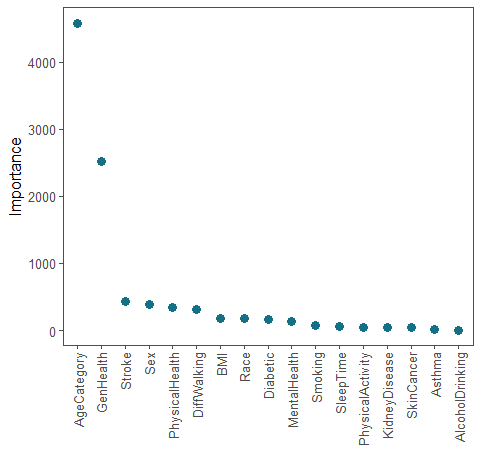 Importance
4000
3000
2000
1000
0
AgeCategory
GenHealth
Stroke
Sex
PhysicalHealth
DiffWalking
BMI
Race
Diabetic
MentalHealth
Smoking
SleepTime
PhysicalActivity
KidneyDisease
SkinCancer
Asthma
AlcoholDrinking